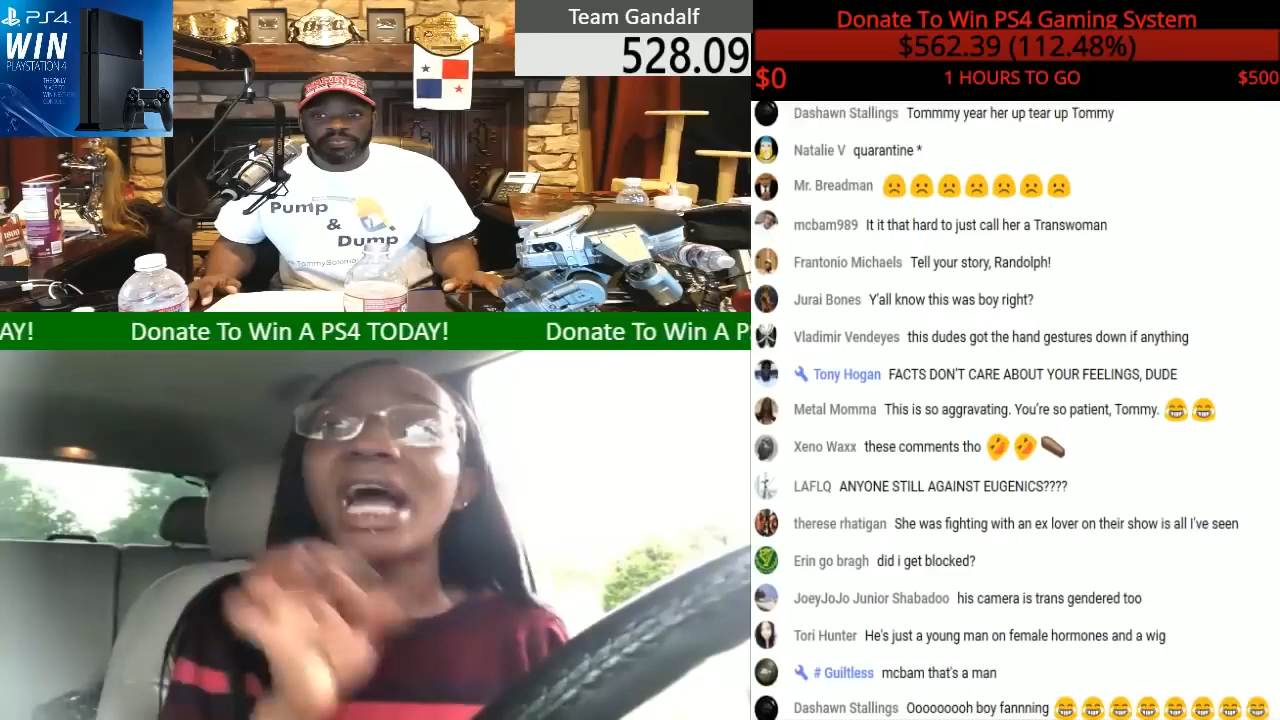 PS4
WIN
PLAYSTATION 4
Team Gandalf
528.09
Pump
&
Dump
Donate To Win PS4 Gaming System
$562.39 (112.48%)
$0 1 HOURS TO GO $500
AY! Donate To Win A PS4 TODAY! Donate To Win A P
Dashawn Stallings Tommmy year her up tear up Tommy
Natalie V quarantine *
Mr. Breadman ☹️☹️☹️☹️☹️☹️☹️
mcbam989 It it that hard to just call her a Transwoman
Frantonio Michaels Tell your story, Randolph!
Jurai Bones Y'all know this was boy right?
Vladimir Vendeyes this dudes got the hand gestures down if anything
Tony Hogan FACTS DON'T CARE ABOUT YOUR FEELINGS, DUDE
Metal Momma This is so aggravating. You're so patient, Tommy. 😂😂
Xeno Waxx these comments tho 🤣🤣⚰️
LAFLQ ANYONE STILL AGAINST EUGENICS????
therese rhatigan She was fighting with an ex lover on their show is all I've seen
Erin go bragh did i get blocked?
JoeyJoJo Junior Shabadoo his camera is trans gendered too
Tori Hunter He's just a young man on female hormones and a wig
# Guiltless mcbam that's a man
Dashawn Stallings Ooooooooh boy fannning 😂😂😂😂😂😂😂😂